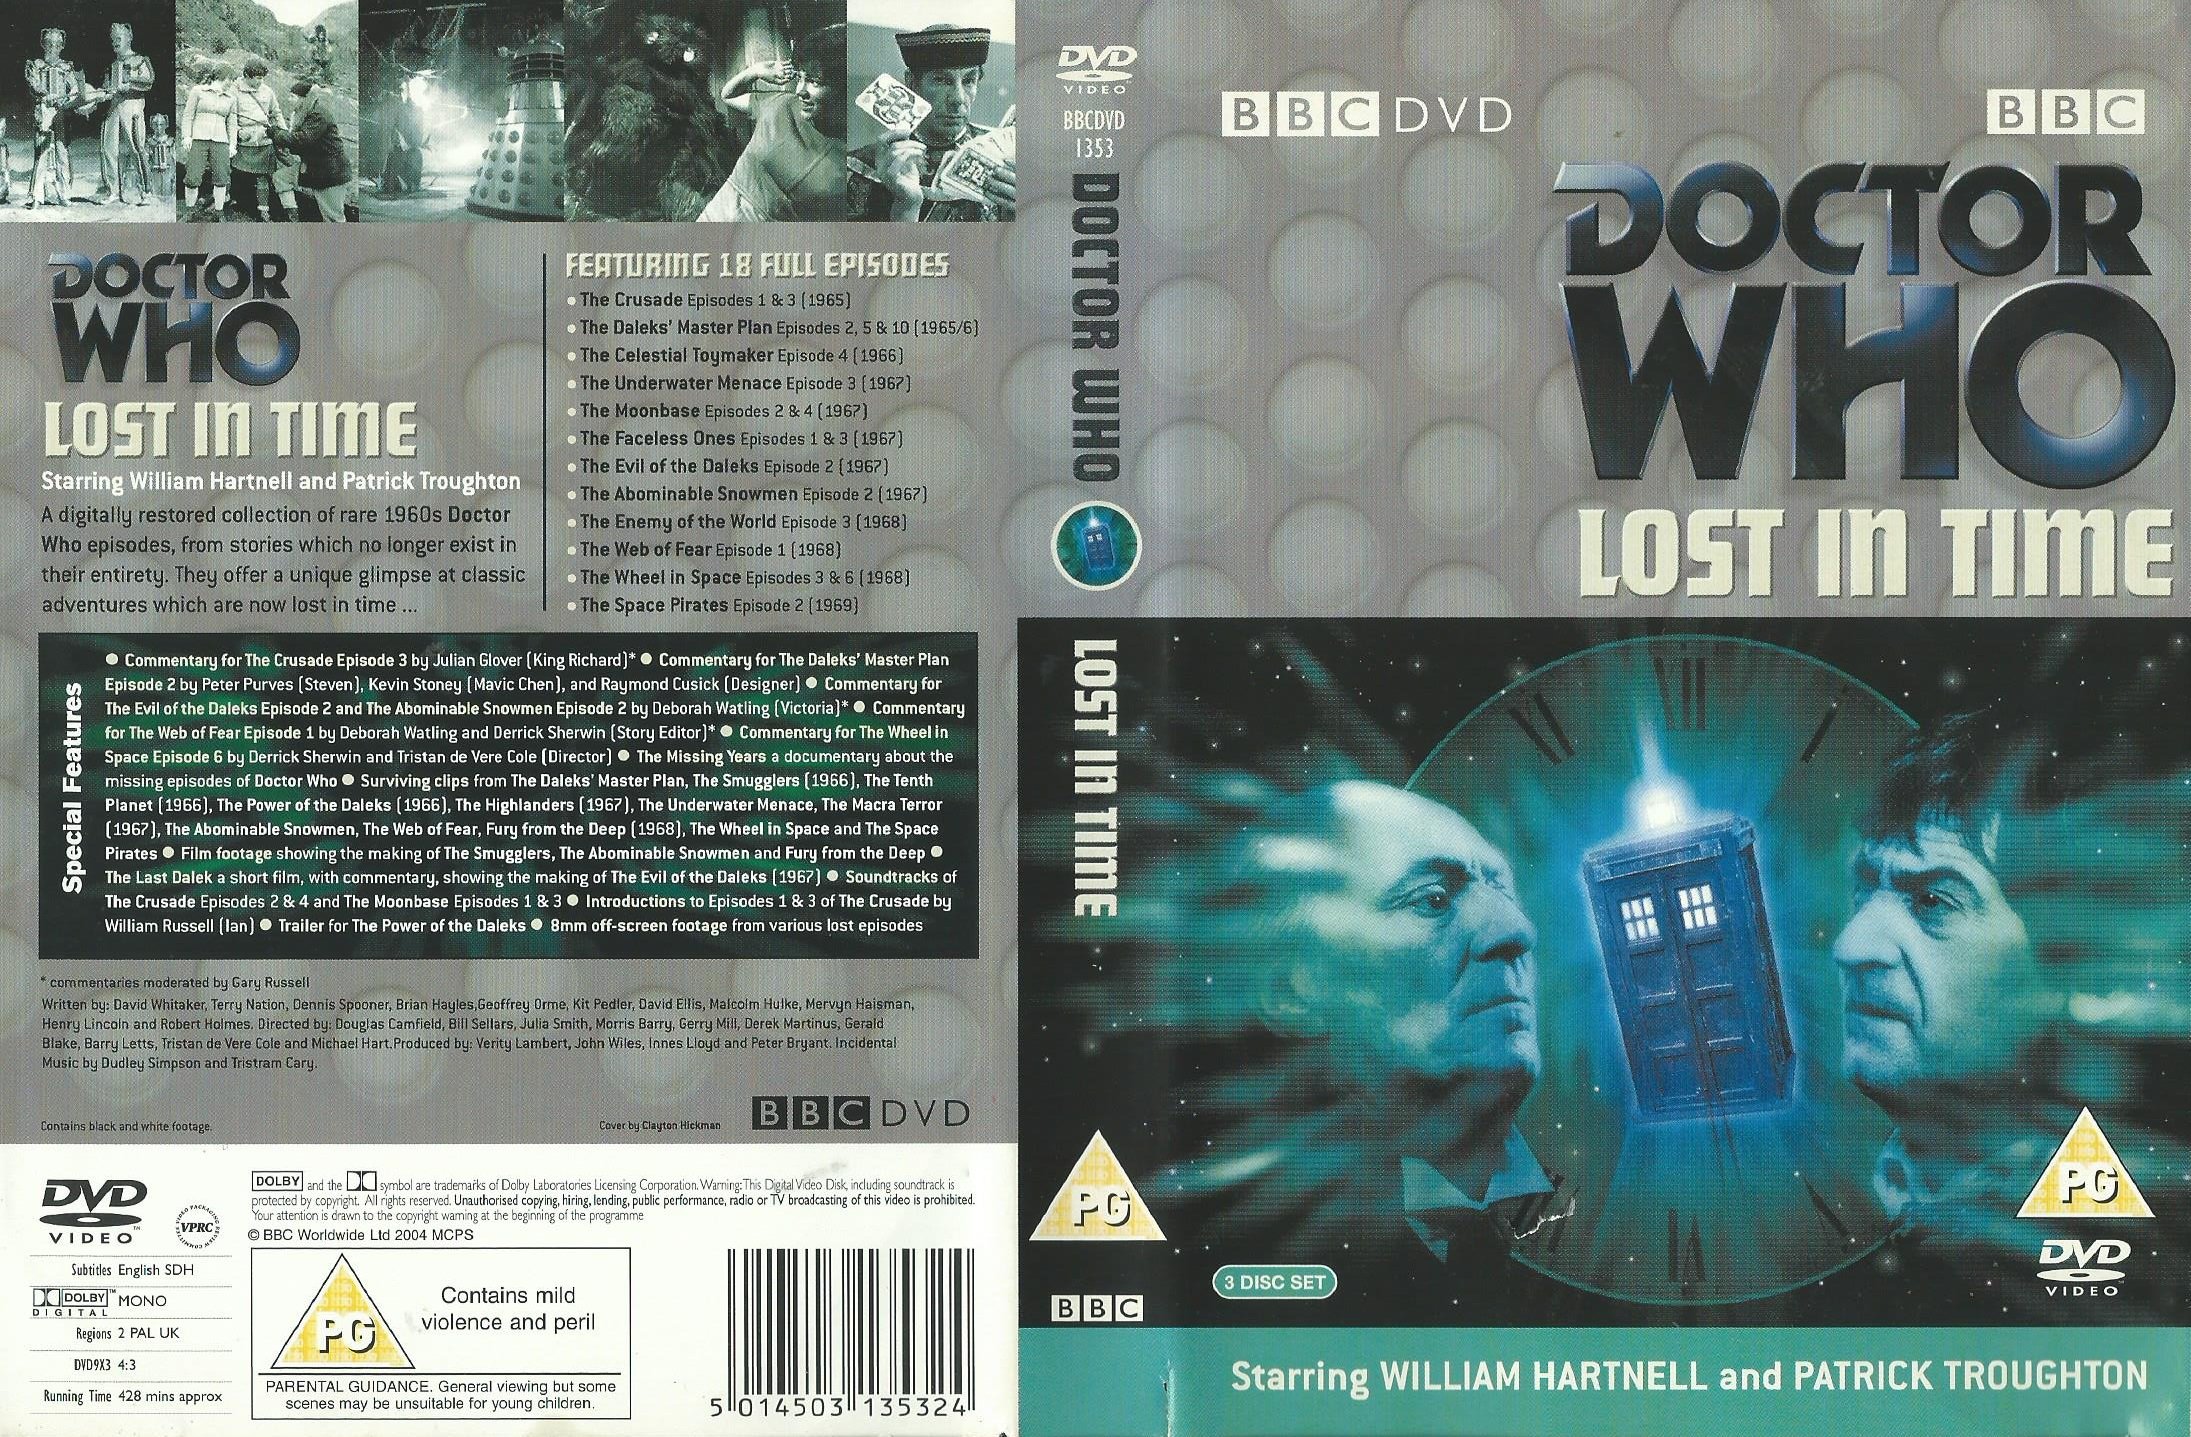 DOCTOR
WHO
LOST IN TIME
Starring William Hartnell and Patrick Troughton
A digitally restored collection of rare 1960s Doctor
Who episodes, from stories which no longer exist in
their entirety. They offer a unique glimpse at classic
adventures which are now lost in time ...
FEATURING 18 FULL EPISODES
• The Crusade Episodes 1 & 3 (1965)
• The Daleks' Master Plan Episodes 2, 5 & 10 (1965/6)
• The Celestial Toymaker Episode 4 (1966)
• The Underwater Menace Episode 3 (1967)
• The Moonbase Episodes 2 & 4 (1967)
• The Faceless Ones Episodes 1 & 3 (1967)
• The Evil of the Daleks Episode 2 (1967)
• The Abominable Snowmen Episode 2 (1967)
• The Enemy of the World Episode 3 (1968)
• The Web of Fear Episode 1 (1968)
• The Wheel in Space Episodes 3 & 6 (1968)
• The Space Pirates Episode 2 (1969)
Special Features
• Commentary for The Crusade Episode 3 by Julian Glover (King Richard)* • Commentary for The Daleks' Master Plan
Episode 2 by Peter Purves (Steven), Kevin Stoney (Mavic Chen), and Raymond Cusick (Designer) • Commentary for
The Evil of the Daleks Episode 2 and The Abominable Snowmen Episode 2 by Deborah Watling (Victoria)* • Commentary
for The Web of Fear Episode 1 by Deborah Watling and Derrick Sherwin (Story Editor)* • Commentary for The Wheel in
Space Episode 6 by Derrick Sherwin and Tristan de Vere Cole (Director) • The Missing Years a documentary about the
missing episodes of Doctor Who • Surviving clips from The Daleks' Master Plan, The Smugglers (1966), The Tenth
Planet (1966), The Power of the Daleks (1966), The Highlanders (1967), The Underwater Menace, The Macra Terror
(1967), The Abominable Snowmen, The Web of Fear, Fury from the Deep (1968), The Wheel in Space and The Space
Pirates • Film footage showing the making of The Smugglers, The Abominable Snowmen and Fury from the Deep •
The Last Dalek a short film, with commentary, showing the making of The Evil of the Daleks (1967) • Soundtracks of
The Crusade Episodes 2 & 4 and The Moonbase Episodes 1 & 3 • Introductions to Episodes 1 & 3 of The Crusade by
William Russell (Ian) • Trailer for The Power of the Daleks • 8mm off-screen footage from various lost episodes
* commentaries moderated by Gary Russell
Written by: David Whitaker, Terry Nation, Dennis Spooner, Brian Hayles,Geoffrey Orme, Kit Pedler, David Ellis, Malcolm Hulke, Mervyn Haisman,
Henry Lincoln and Robert Holmes. Directed by: Douglas Camfield, Bill Sellars, Julia Smith, Morris Barry, Gerry Mill, Derek Martinus, Gerald
Blake, Barry Letts, Tristan de Vere Cole and Michael Hart.Produced by: Verity Lambert, John Wiles, Innes Lloyd and Peter Bryant. Incidental
Music by Dudley Simpson and Tristram Cary.
Contains black and white footage.
Cover by Clayton Hickman
BBC DVD
DVD
VIDEO
VPRC
VIDEO PACKAGING REVIEW COMMITTEE
DOLBY and the symbol are trademarks of Dolby Laboratories Licensing Corporation. Warning:This Digital Video Disk, including soundtrack is
protected by copyright. All rights reserved. Unauthorised copying, hiring, lending, public performance, radio or TV broadcasting of this video is prohibited.
Your attention is drawn to the copyright warning at the beginning of the programme
© BBC Worldwide Ltd 2004 MCPS
Subtitles English SDH
DOLBY DIGITAL ™ MONO
Regions 2 PAL UK
DVD9X3 4:3
Running Time 428 mins approx
PG
Contains mild
violence and peril
PARENTAL GUIDANCE. General viewing but some
scenes may be unsuitable for young children.
5 014503 135324
DVD
VIDEO
BBCDVD
1353
DOCTOR WHO
LOST IN TIME
PG
BBC
BBC DVD
BBC
DOCTOR
WHO
LOST IN TIME
PG
DVD
VIDEO
3 DISC SET
Starring WILLIAM HARTNELL and PATRICK TROUGHTON